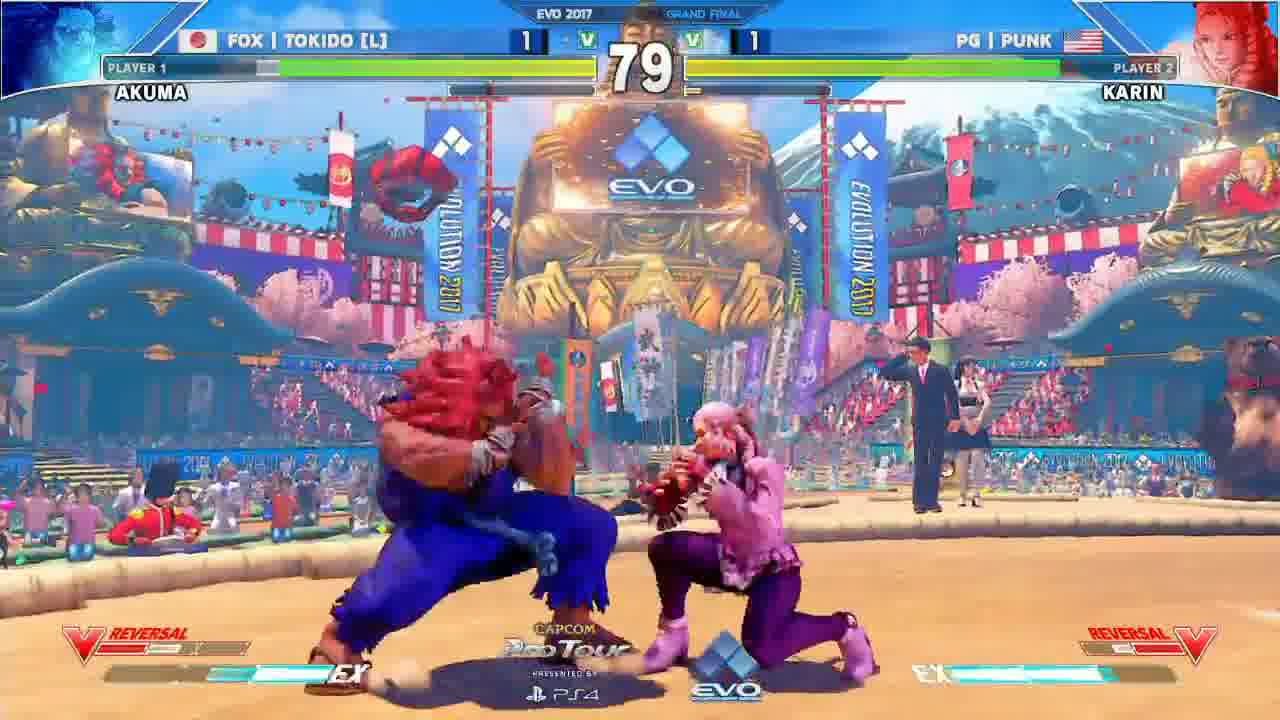 EVO 2017 GRAND FINAL
FOX | TOKIDO [L] 1 V 79 V 1 PG | PUNK
PLAYER 1 PLAYER 2
AKUMA KARIN
EVO
EVOLUTION 2017
OLUTION 2017
REVERSAL REVERSAL
EX EX
CAPCOM
PRO TOUR
PRESENTED BY
PS4
EVO